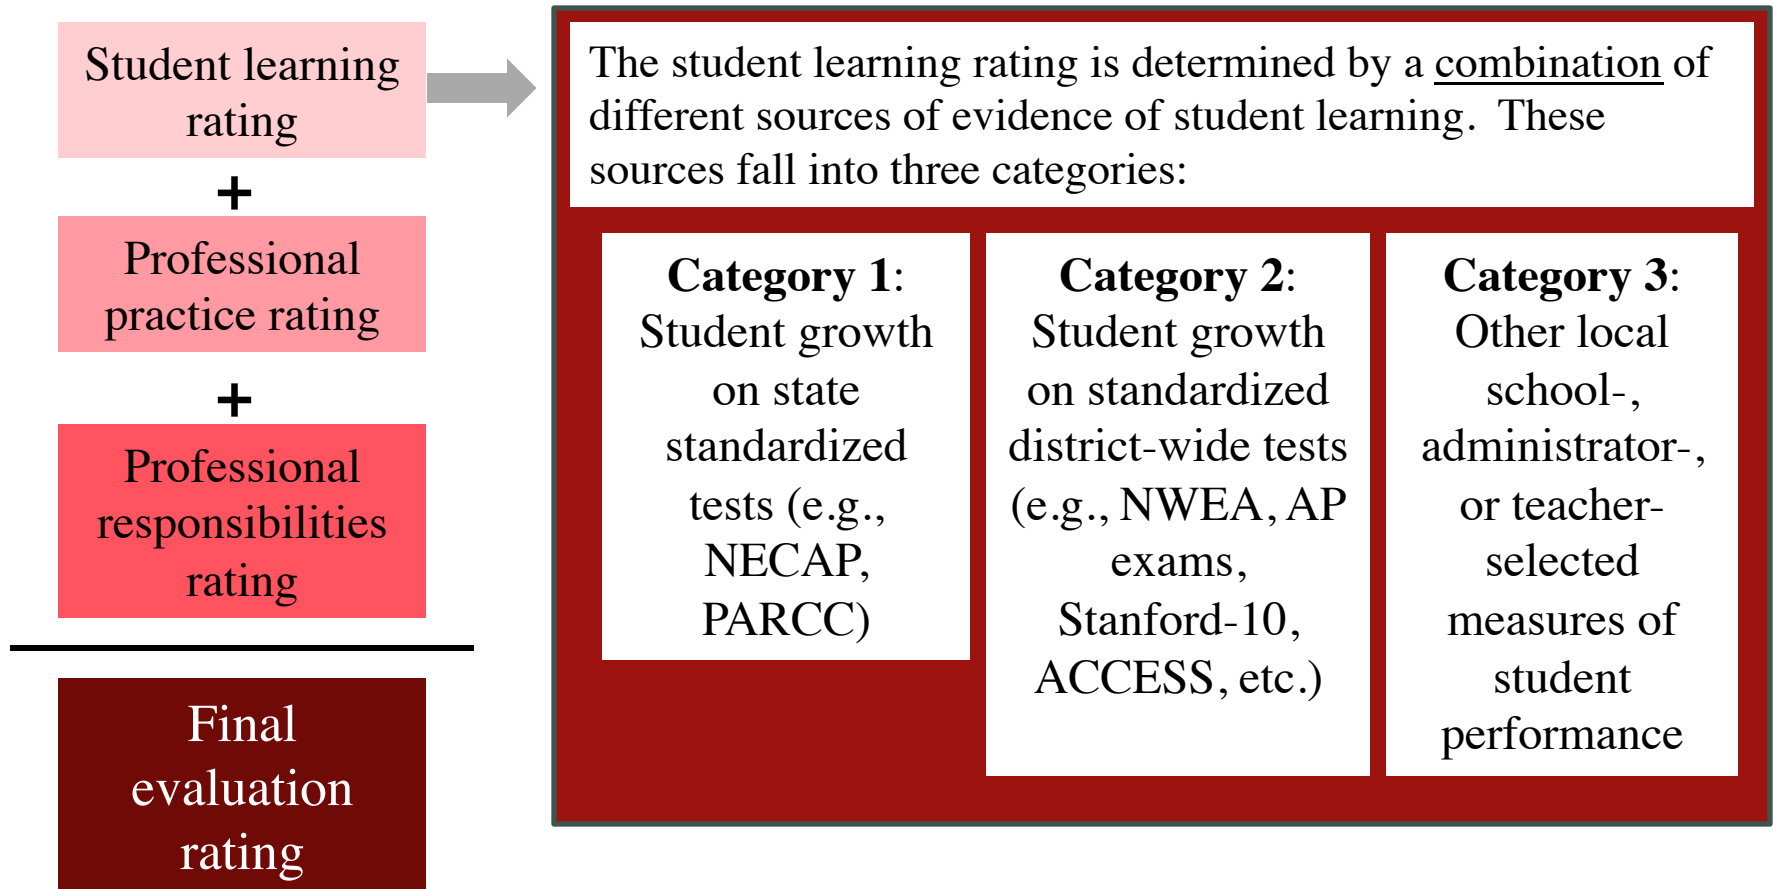 Student learning
rating
+
Professional
practice rating
+
Professional
responsibilities
rating
Final
evaluation
rating
The student learning rating is determined by a combination of
different sources of evidence of student learning.  These
sources fall into three categories:
Category 1:
Student growth
on state
standardized
tests (e.g.,
NECAP,
PARCC)
Category 2:
Student growth
on standardized
district-wide tests
(e.g., NWEA, AP
exams,
Stanford-10,
ACCESS, etc.)
Category 3:
Other local
school-,
administrator-,
or teacher-
selected
measures of
student
performance